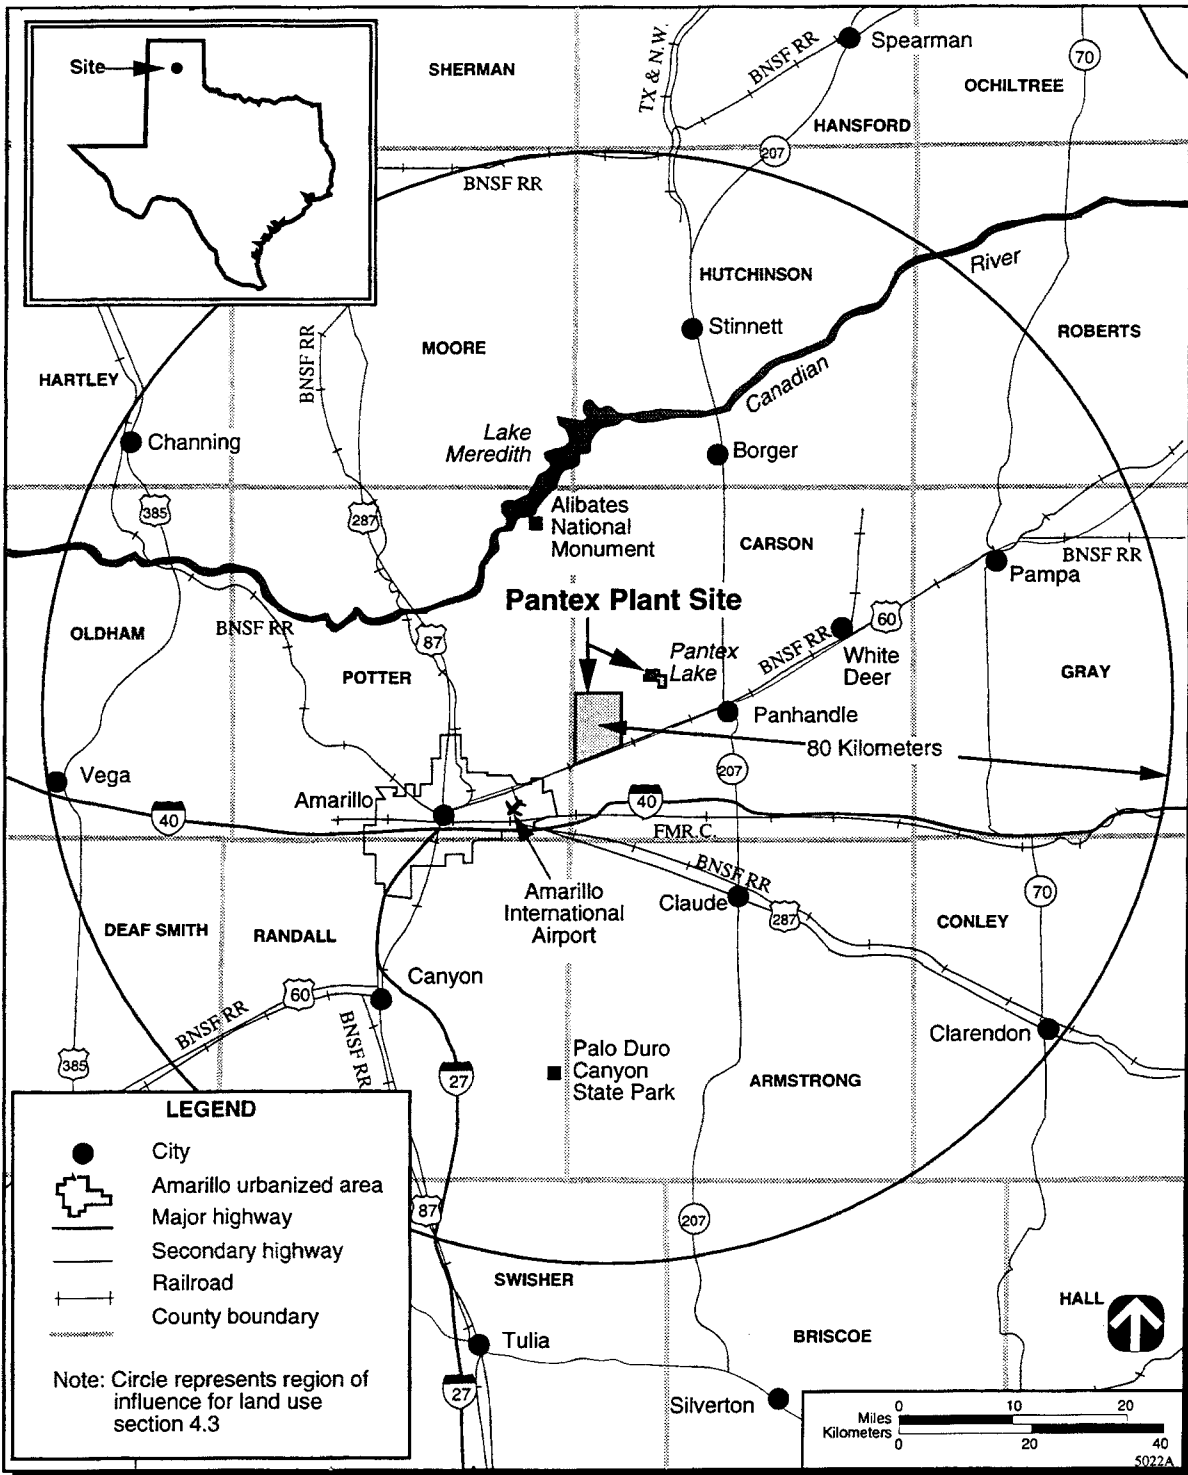 Site
SHERMAN
TX & N.W.
BNSF RR
Spearman
70
OCHILTREE
HANSFORD
207
BNSF RR
HUTCHINSON
River
Stinnett
ROBERTS
BNSF RR
MOORE
HARTLEY
Canadian
Channing
Lake
Meredith
Borger
385
287
Alibates
National
Monument
CARSON
BNSF RR
Pampa
Pantex Plant Site
60
OLDHAM
BNSF RR
87
BNSF RR
White
Deer
Pantex
Lake
POTTER
GRAY
Panhandle
80 Kilometers
207
Vega
Amarillo
40
40
FMR C.
BNSF RR
Amarillo
International
Airport
Claude
287
70
CONLEY
DEAF SMITH
RANDALL
Canyon
60
BNSF RR
BNSF RR
Clarendon
385
27
Palo Duro
Canyon
State Park
ARMSTRONG
LEGEND
City
Amarillo urbanized area
Major highway
Secondary highway
Railroad
County boundary
Note: Circle represents region of
influence for land use
section 4.3
87
207
SWISHER
HALL
Tulia
BRISCOE
27
Silverton
0 10 20
Miles
Kilometers
0 20 40
5022A